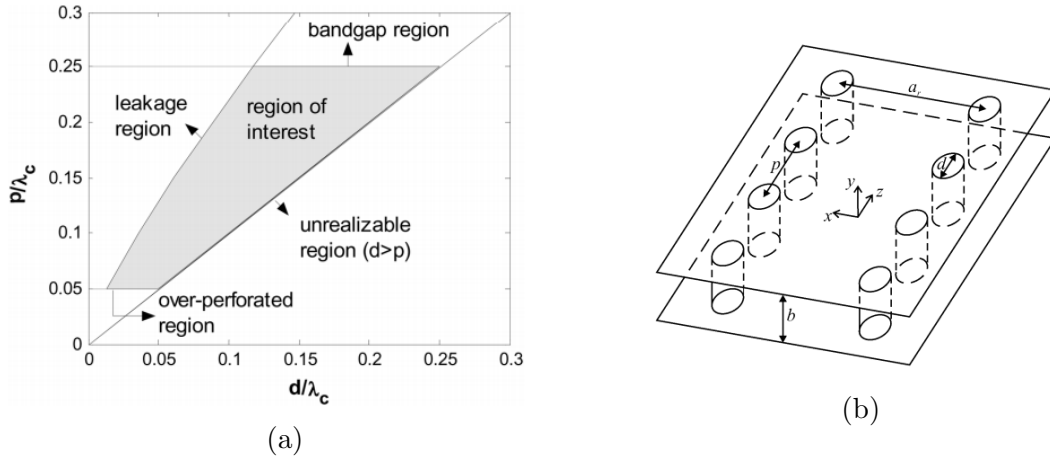 0.3
0.25
0.2
0.15
0.1
0.05
0
p/λc
0
0.05
0.1
0.15
0.2
0.25
0.3
d/λc
bandgap region
leakage
region
region of
interest
unrealizable
region (d>p)
over-perforated
region
(a)
ar
p
d
y
z
x
b
(b)